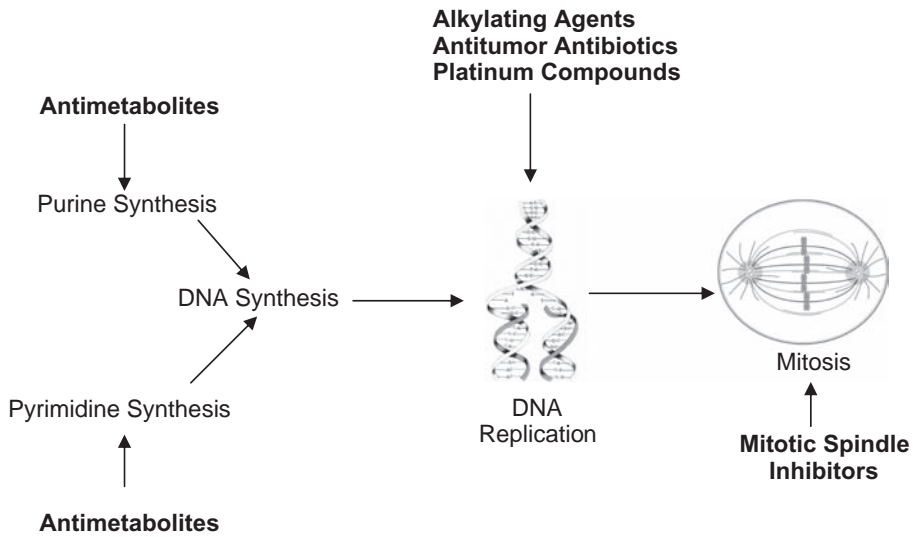 Alkylating Agents
Antitumor Antibiotics
Platinum Compounds
Antimetabolites
Purine Synthesis
DNA Synthesis
Pyrimidine Synthesis
Antimetabolites
DNA
Replication
Mitosis
Mitotic Spindle
Inhibitors